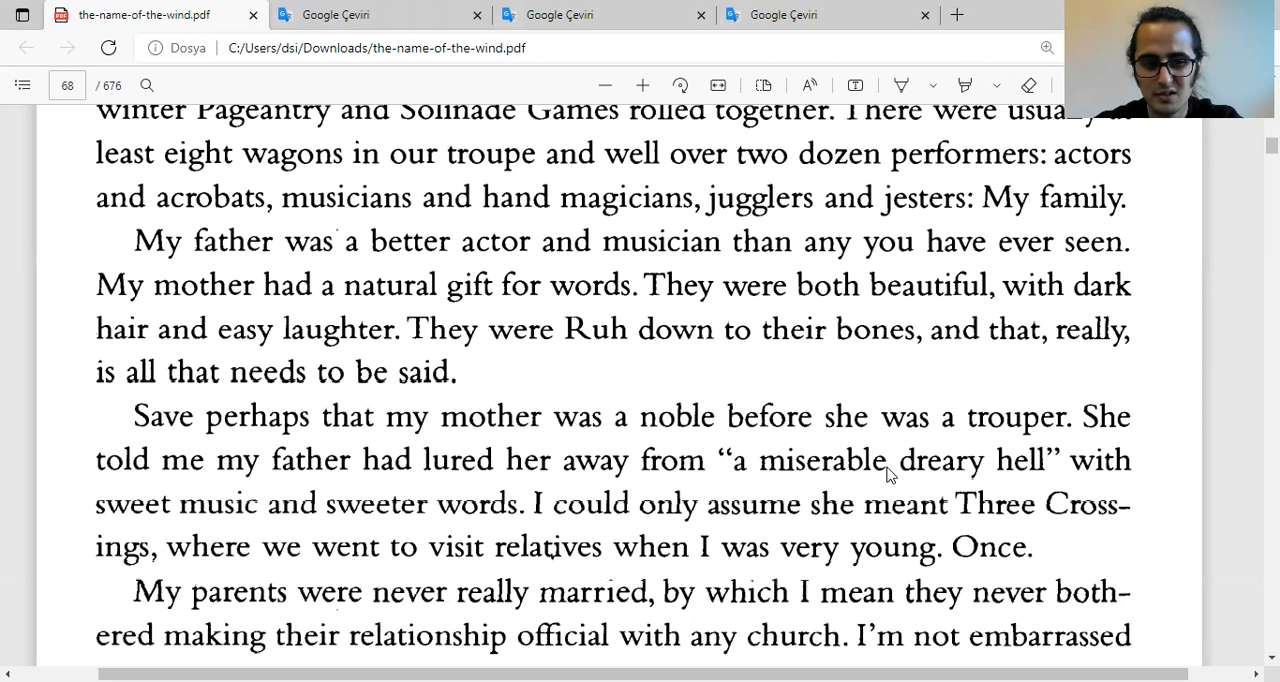 the-name-of-the-wind.pdf
Google Çeviri
Google Çeviri
Google Çeviri
Dosya
C:/Users/dsi/Downloads/the-name-of-the-wind.pdf
68 / 676
winter Pageantry and Solinade Games rolled together. There were
least eight wagons in our troupe and well over two dozen performers: actors
and acrobats, musicians and hand magicians, jugglers and jesters: My family.
My father was a better actor and musician than any you have ever seen.
My mother had a natural gift for words. They were both beautiful, with dark
hair and easy laughter. They were Ruh down to their bones, and that, really,
is all that needs to be said.
Save perhaps that my mother was a noble before she was a trouper. She
told me my father had lured her away from “a miserable dreary hell” with
sweet music and sweeter words. I could only assume she meant Three Cross-
ings, where we went to visit relatives when I was very young. Once.
My parents were never really married, by which I mean they never both-
ered making their relationship official with any church. I’m not embarrassed